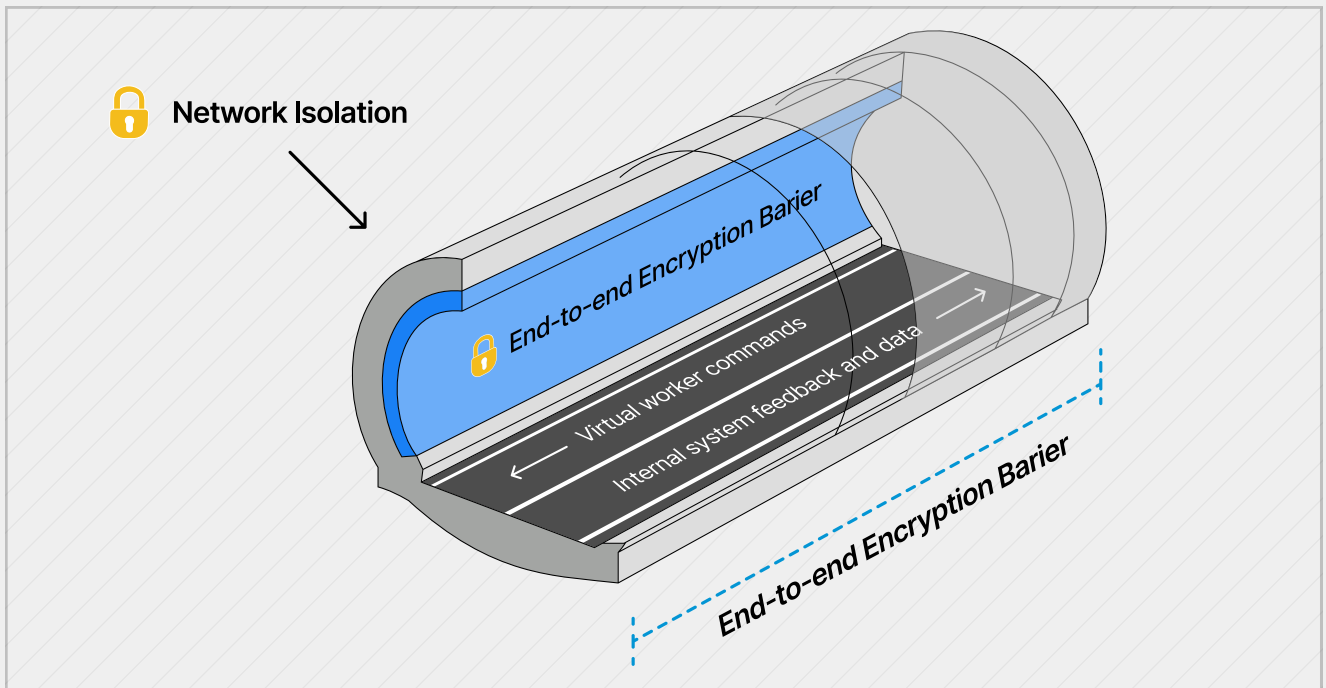 Network Isolation
End-to-end Encryption Barier
Virtual worker commands
Internal system feedback and data
End-to-end Encryption Barier